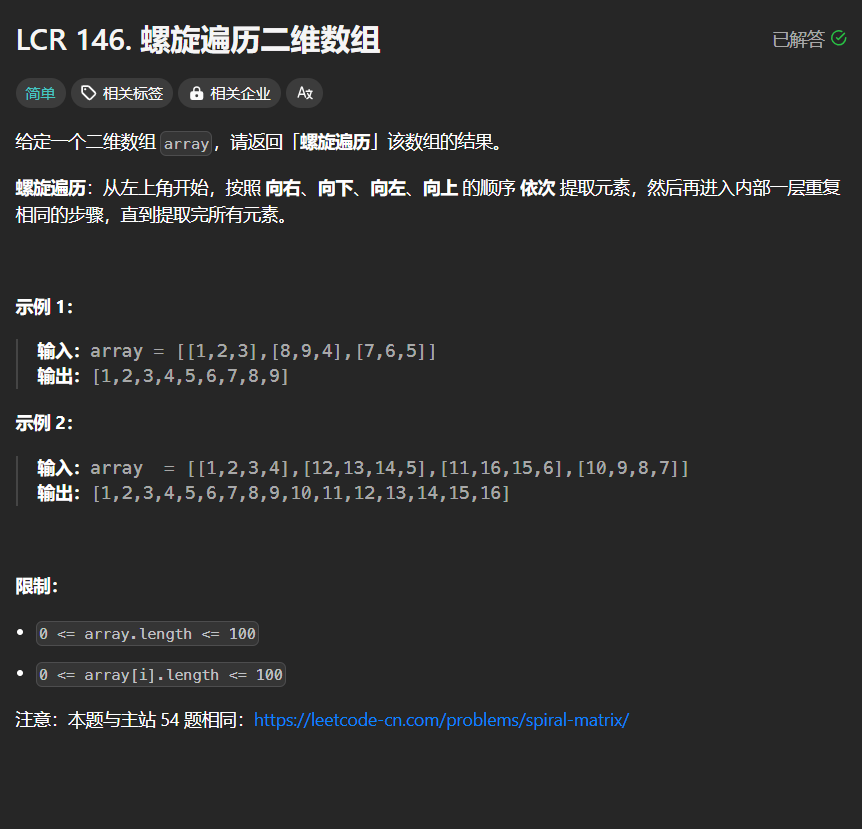 LCR 146. 螺旋遍历二维数组
已解答
简单 相关标签 相关企业 Ax
给定一个二维数组 array，请返回「螺旋遍历」该数组的结果。
螺旋遍历：从左上角开始，按照 向右、向下、向左、向上 的顺序 依次 提取元素，然后再进入内部一层重复
相同的步骤，直到提取完所有元素。
示例 1：
输入：array = [[1,2,3],[8,9,4],[7,6,5]]
输出：[1,2,3,4,5,6,7,8,9]
示例 2：
输入：array  = [[1,2,3,4],[12,13,14,5],[11,16,15,6],[10,9,8,7]]
输出：[1,2,3,4,5,6,7,8,9,10,11,12,13,14,15,16]
限制：
• 0 <= array.length <= 100
• 0 <= array[i].length <= 100
注意：本题与主站 54 题相同：https://leetcode-cn.com/problems/spiral-matrix/